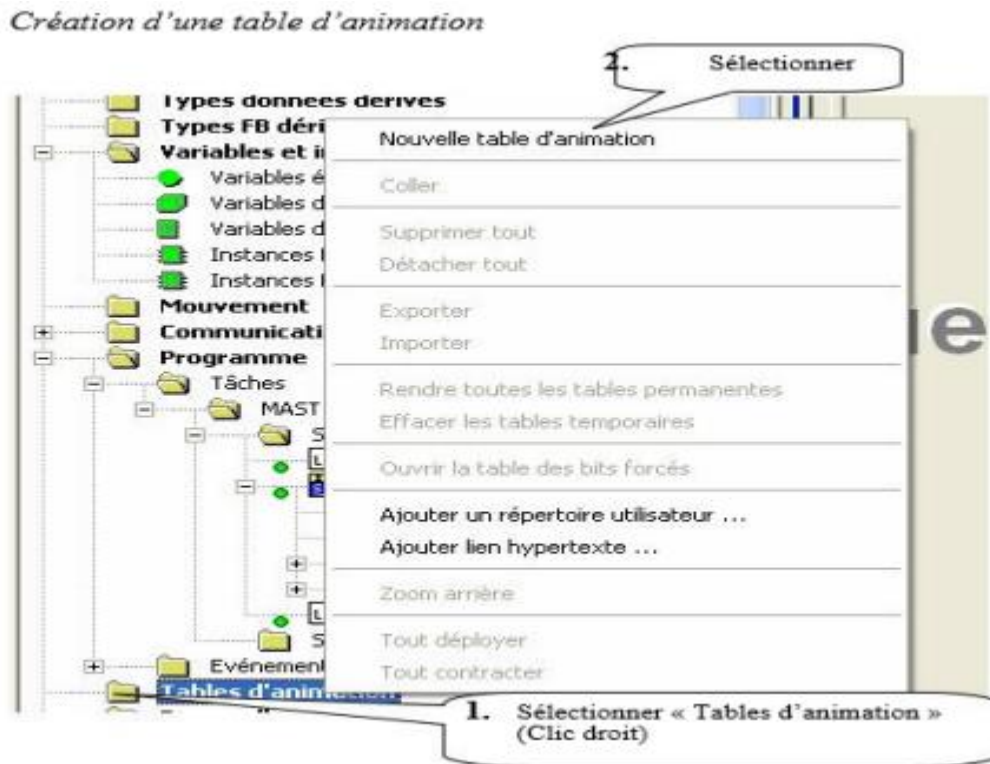 Création d'une table d'animation
2. Sélectionner
Types données dérivés
Types FB déri
Variables et i
Variables é
Variables d
Variables d
Instances
Instances
Mouvement
Communicati
Programme
Tâches
MAST
S
L
S
L
S
Evénement
Tables d'animation
Nouvelle table d'animation
Coller
Supprimer tout
Détacher tout
Exporter
Importer
Rendre toutes les tables permanentes
Effacer les tables temporaires
Ouvrir la table des bits forcés
Ajouter un répertoire utilisateur ...
Ajouter lien hypertexte ...
Zoom arrière
Tout déployer
Tout contracter
ue
1. Sélectionner « Tables d'animation »
(Clic droit)